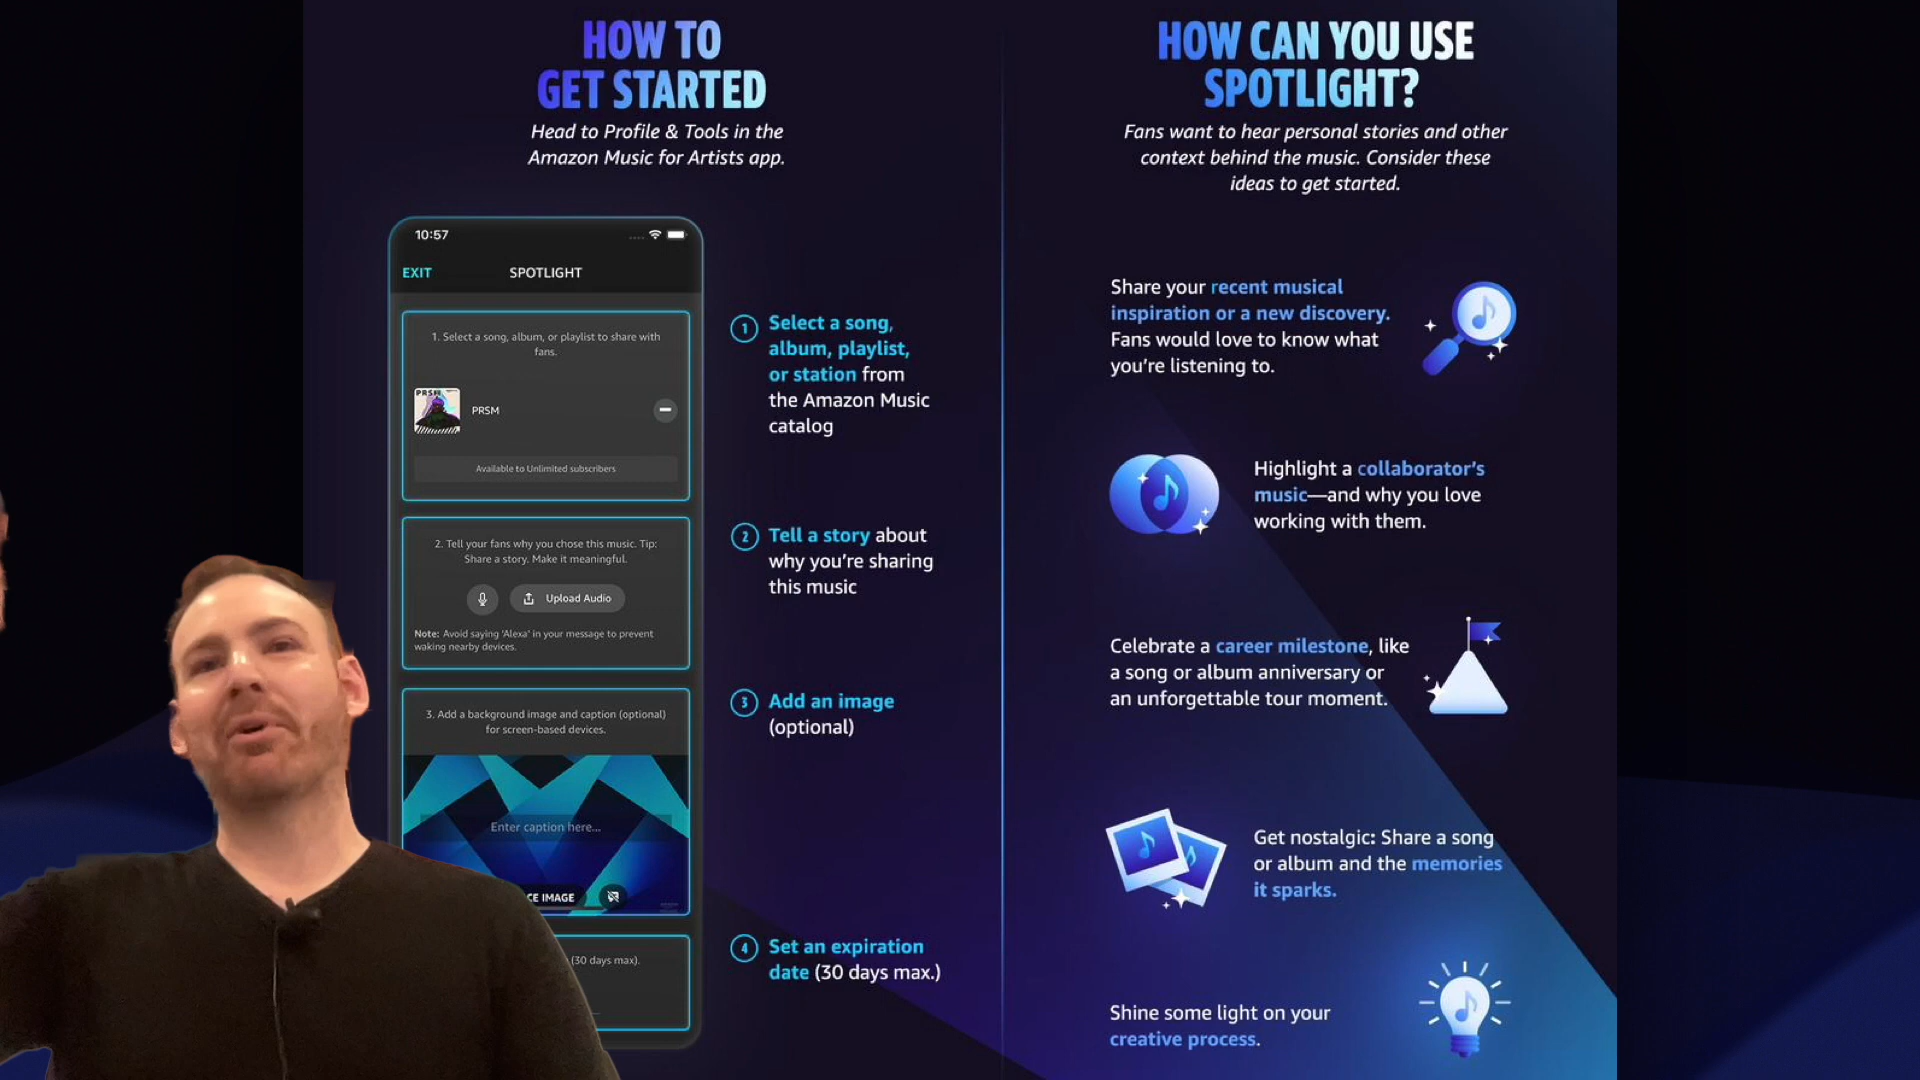 HOW TO
GET STARTED
Head to Profile & Tools in the
Amazon Music for Artists app.
10:57
EXIT
SPOTLIGHT
1. Select a song, album, or playlist to share with
fans.
PRSM
PRSM
Available to Unlimited subscribers
2. Tell your fans why you chose this music. Tip:
Share a story. Make it meaningful.
Upload Audio
Note: Avoid saying 'Alexa' in your message to prevent
waking nearby devices.
3. Add a background image and caption (optional)
for screen-based devices.
Enter caption here...
CE IMAGE
(30 days max).
1
Select a song,
album, playlist,
or station from
the Amazon Music
catalog
2
Tell a story about
why you're sharing
this music
3
Add an image
(optional)
4
Set an expiration
date (30 days max.)
HOW CAN YOU USE
SPOTLIGHT?
Fans want to hear personal stories and other
context behind the music. Consider these
ideas to get started.
Share your recent musical
inspiration or a new discovery.
Fans would love to know what
you're listening to.
Highlight a collaborator's
music—and why you love
working with them.
Celebrate a career milestone, like
a song or album anniversary or
an unforgettable tour moment.
Get nostalgic: Share a song
or album and the memories
it sparks.
Shine some light on your
creative process.